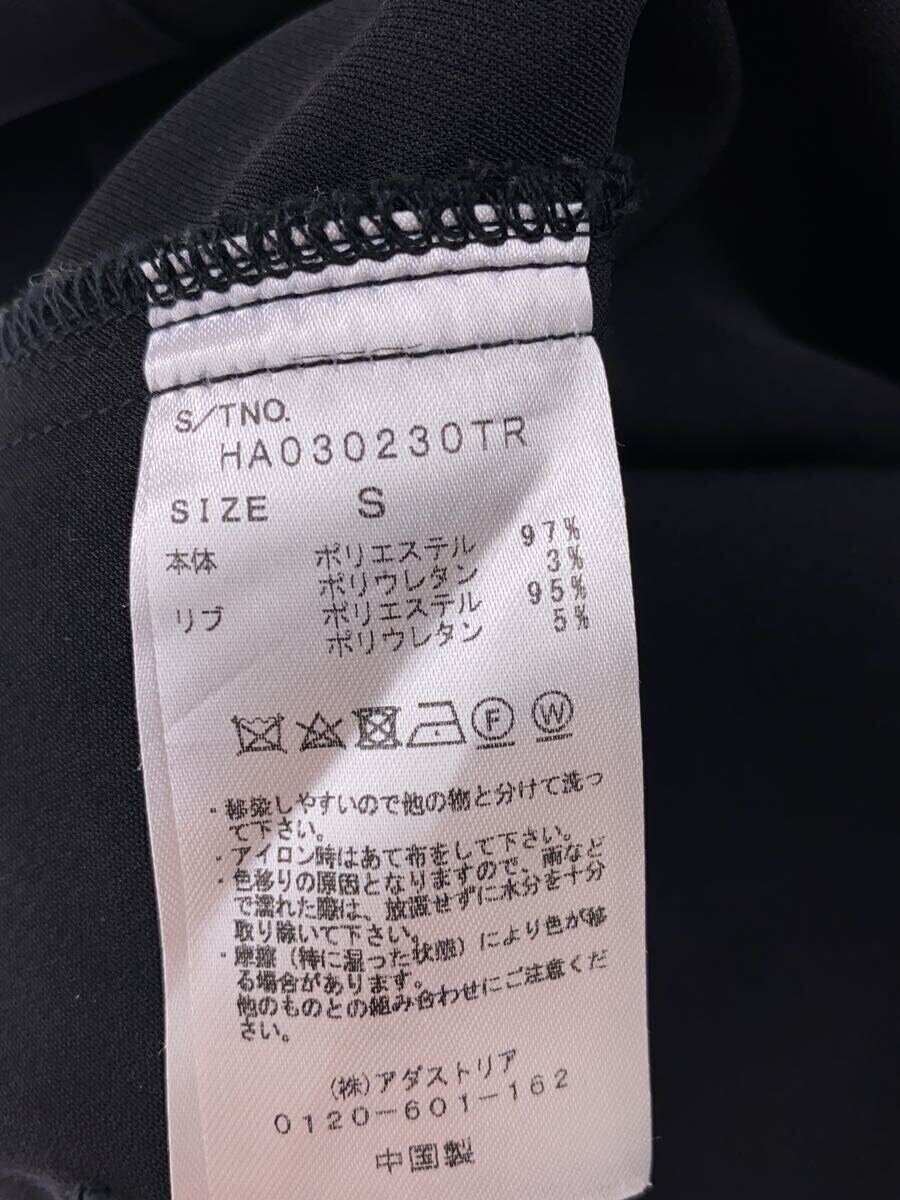 S/TNO.
HA030230TR
SIZE S
本体 ポリエステル 97%
ポリウレタン 3%
リブ ポリエステル 95%
ポリウレタン 5%
F W
・移染しやすいので他の物と分けて洗っ
て下さい。
・アイロン時はあて布をして下さい。
・色移りの原因となりますので、雨など
で濡れた際は、放置せずに水分を十分
取り除いて下さい。
・摩擦(特に湿った状態)により色が移
る場合があります。
他のものとの組み合わせにご注意くだ
さい。
(株)アダストリア
0120-601-162
中国製